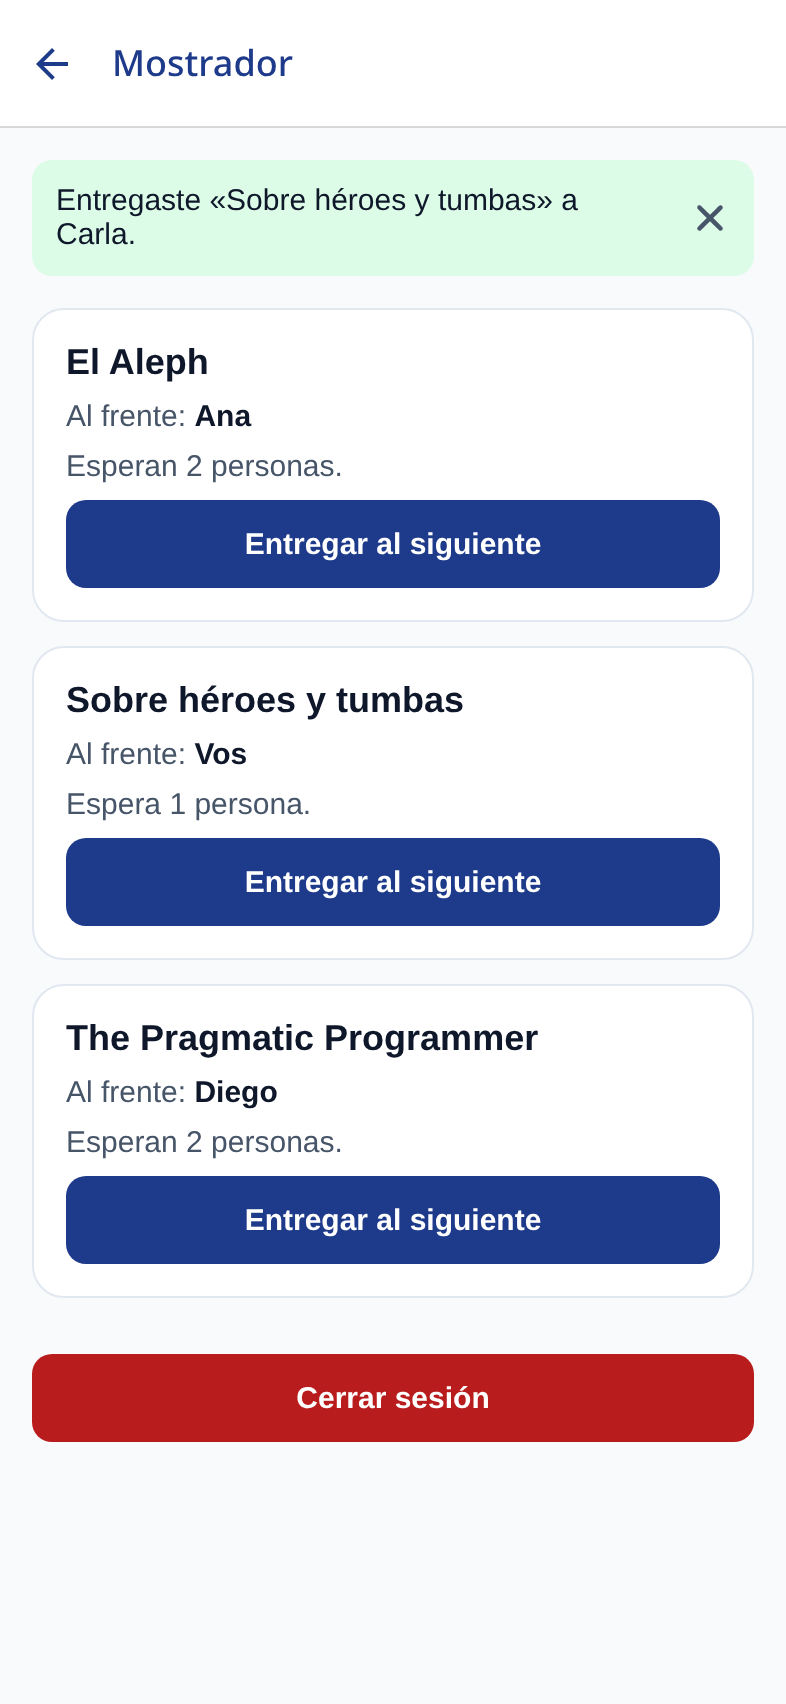 Mostrador
Entregaste «Sobre héroes y tumbas» a
Carla.
El Aleph
Al frente: Ana
Esperan 2 personas.
Entregar al siguiente
Sobre héroes y tumbas
Al frente: Vos
Espera 1 persona.
Entregar al siguiente
The Pragmatic Programmer
Al frente: Diego
Esperan 2 personas.
Entregar al siguiente
Cerrar sesión